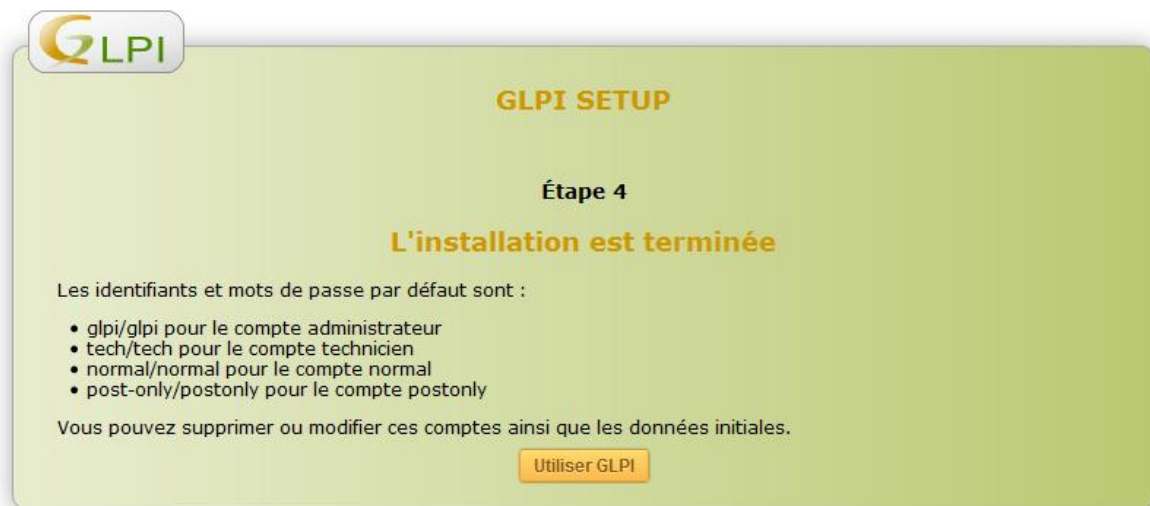 GLPI
GLPI SETUP
Étape 4
L'installation est terminée
Les identifiants et mots de passe par défaut sont :
• glpi/glpi pour le compte administrateur
• tech/tech pour le compte technicien
• normal/normal pour le compte normal
• post-only/postonly pour le compte postonly
Vous pouvez supprimer ou modifier ces comptes ainsi que les données initiales.
Utiliser GLPI